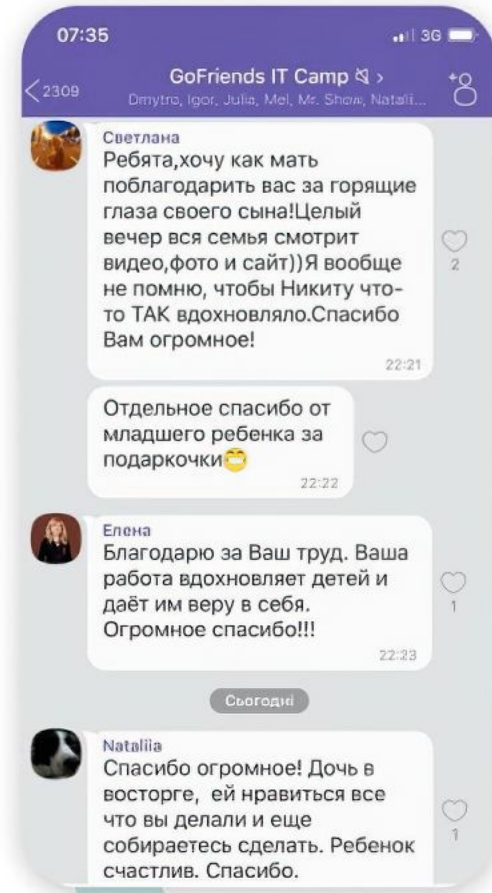 07:35
3G
2309
GoFriends IT Camp
Dmytro, Igor, Julia, Mel, Mr. Show, Natali...
Светлана
Ребята,хочу как мать
поблагодарить вас за горящие
глаза своего сына!Целый
вечер вся семья смотрит
видео,фото и сайт))Я вообще
не помню, чтобы Никиту что-
то ТАК вдохновляло.Спасибо
Вам огромное!
2
22:21
Отдельное спасибо от
младшего ребенка за
подаркочки😁
22:22
Елена
Благодарю за Ваш труд. Ваша
работа вдохновляет детей и
даёт им веру в себя.
Огромное спасибо!!!
1
22:23
Сьогодні
Nataliia
Спасибо огромное! Дочь в
восторге, ей нравиться все
что вы делали и еще
собираетесь сделать. Ребенок
счастлив. Спасибо.
1